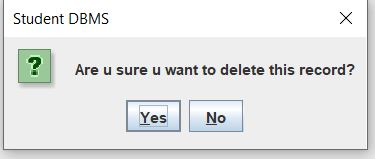 Student DBMS
Are u sure u want to delete this record?
Yes No